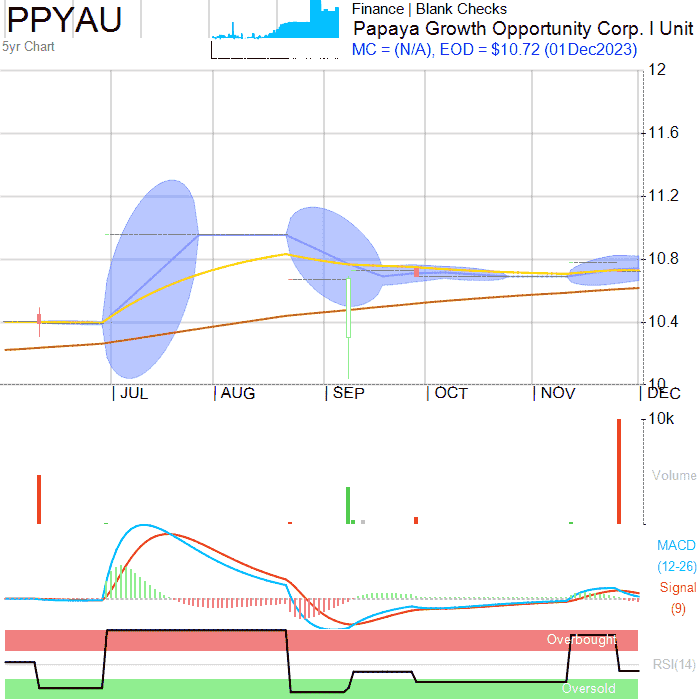 PPYAU
Finance | Blank Checks
Papaya Growth Opportunity Corp. I Unit
5yr Chart
MC = (N/A), EOD = $10.72 (01Dec2023)
12
11.6
11.2
10.8
10.4
10
JUL AUG SEP OCT NOV DEC
10k
Volume
MACD
(12-26)
Signal
(9)
Overbought
RSI(14)
Oversold